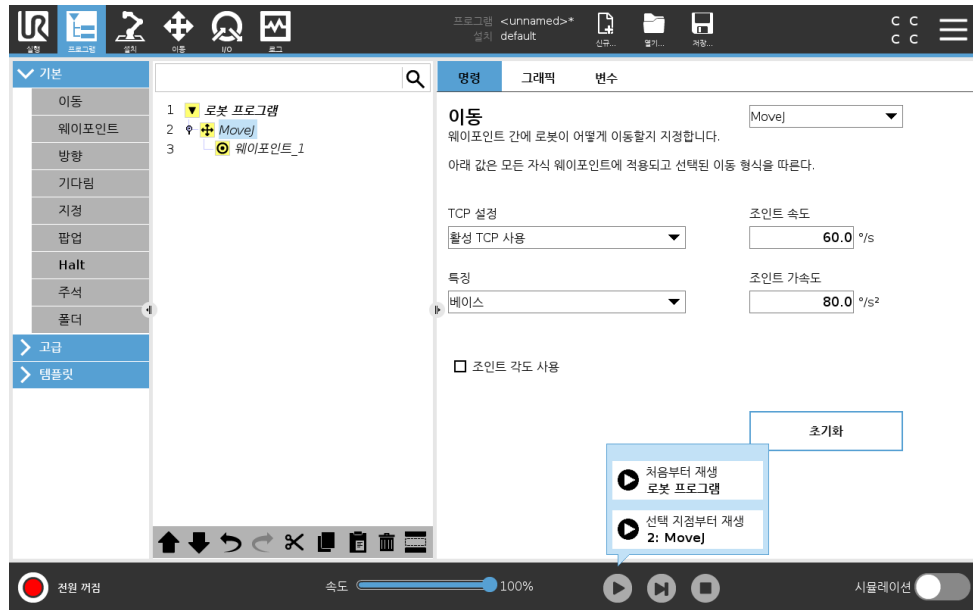 UR
실행
프로그램
설치
이동
I/O
로그
프로그램 <unnamed>*
설치 default
신규...
열기...
저장...
C C
C C
기본
이동
웨이포인트
방향
기다림
지정
팝업
Halt
주석
폴더
고급
템플릿
1 로봇 프로그램
2 MoveJ
3 웨이포인트_1
명령 그래픽 변수
이동
MoveJ
웨이포인트 간에 로봇이 어떻게 이동할지 지정합니다.
아래 값은 모든 자식 웨이포인트에 적용되고 선택된 이동 형식을 따른다.
TCP 설정
활성 TCP 사용
조인트 속도
60.0 °/s
특징
베이스
조인트 가속도
80.0 °/s²
조인트 각도 사용
초기화
처음부터 재생
로봇 프로그램
선택 지점부터 재생
2: MoveJ
전원 꺼짐
속도 100%
시뮬레이션